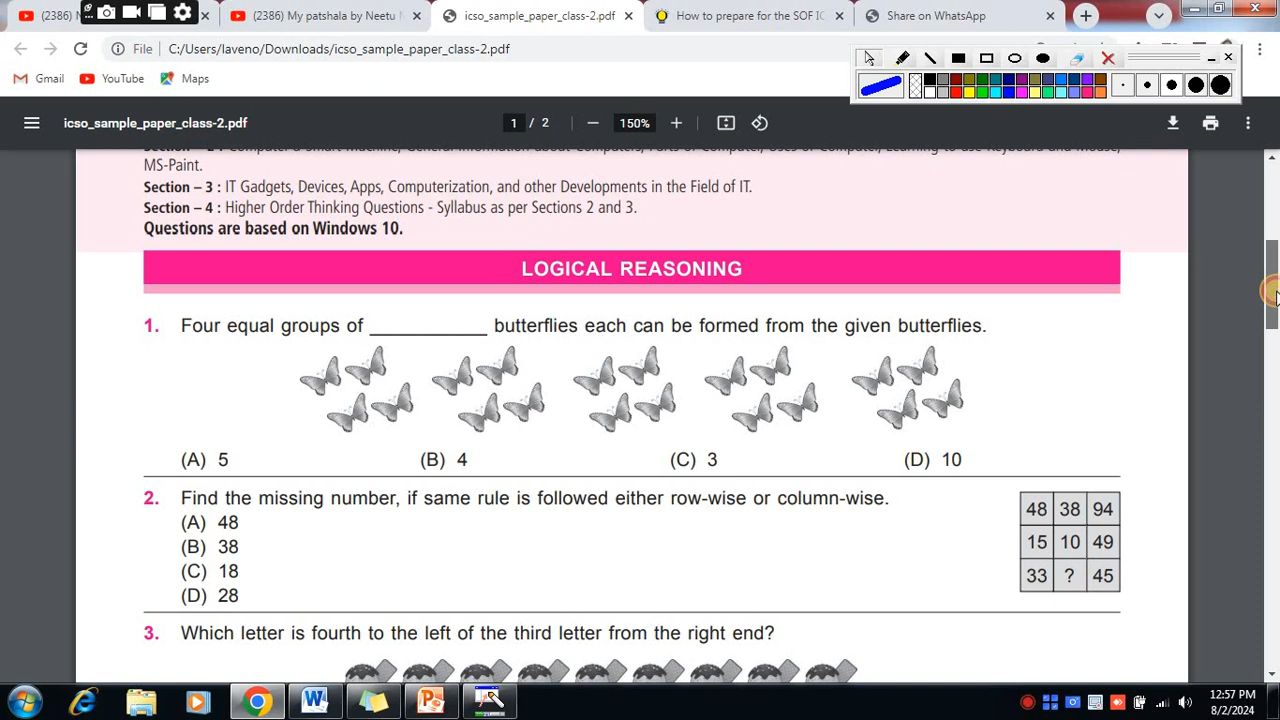 (2386) N
(2386) My patshala by Neetu M
icso_sample_paper_class-2.pdf
How to prepare for the SOF IC
Share on WhatsApp
File
C:/Users/laveno/Downloads/icso_sample_paper_class-2.pdf
Gmail
YouTube
Maps
icso_sample_paper_class-2.pdf
1 / 2
150%
MS-Paint.
Section – 3 : IT Gadgets, Devices, Apps, Computerization, and other Developments in the Field of IT.
Section – 4 : Higher Order Thinking Questions - Syllabus as per Sections 2 and 3.
Questions are based on Windows 10.
LOGICAL REASONING
1. Four equal groups of ___________ butterflies each can be formed from the given butterflies.
(A) 5 (B) 4 (C) 3 (D) 10
2. Find the missing number, if same rule is followed either row-wise or column-wise.
(A) 48
(B) 38
(C) 18
(D) 28
48 38 94
15 10 49
33 ? 45
3. Which letter is fourth to the left of the third letter from the right end?
12:57 PM
8/2/2024